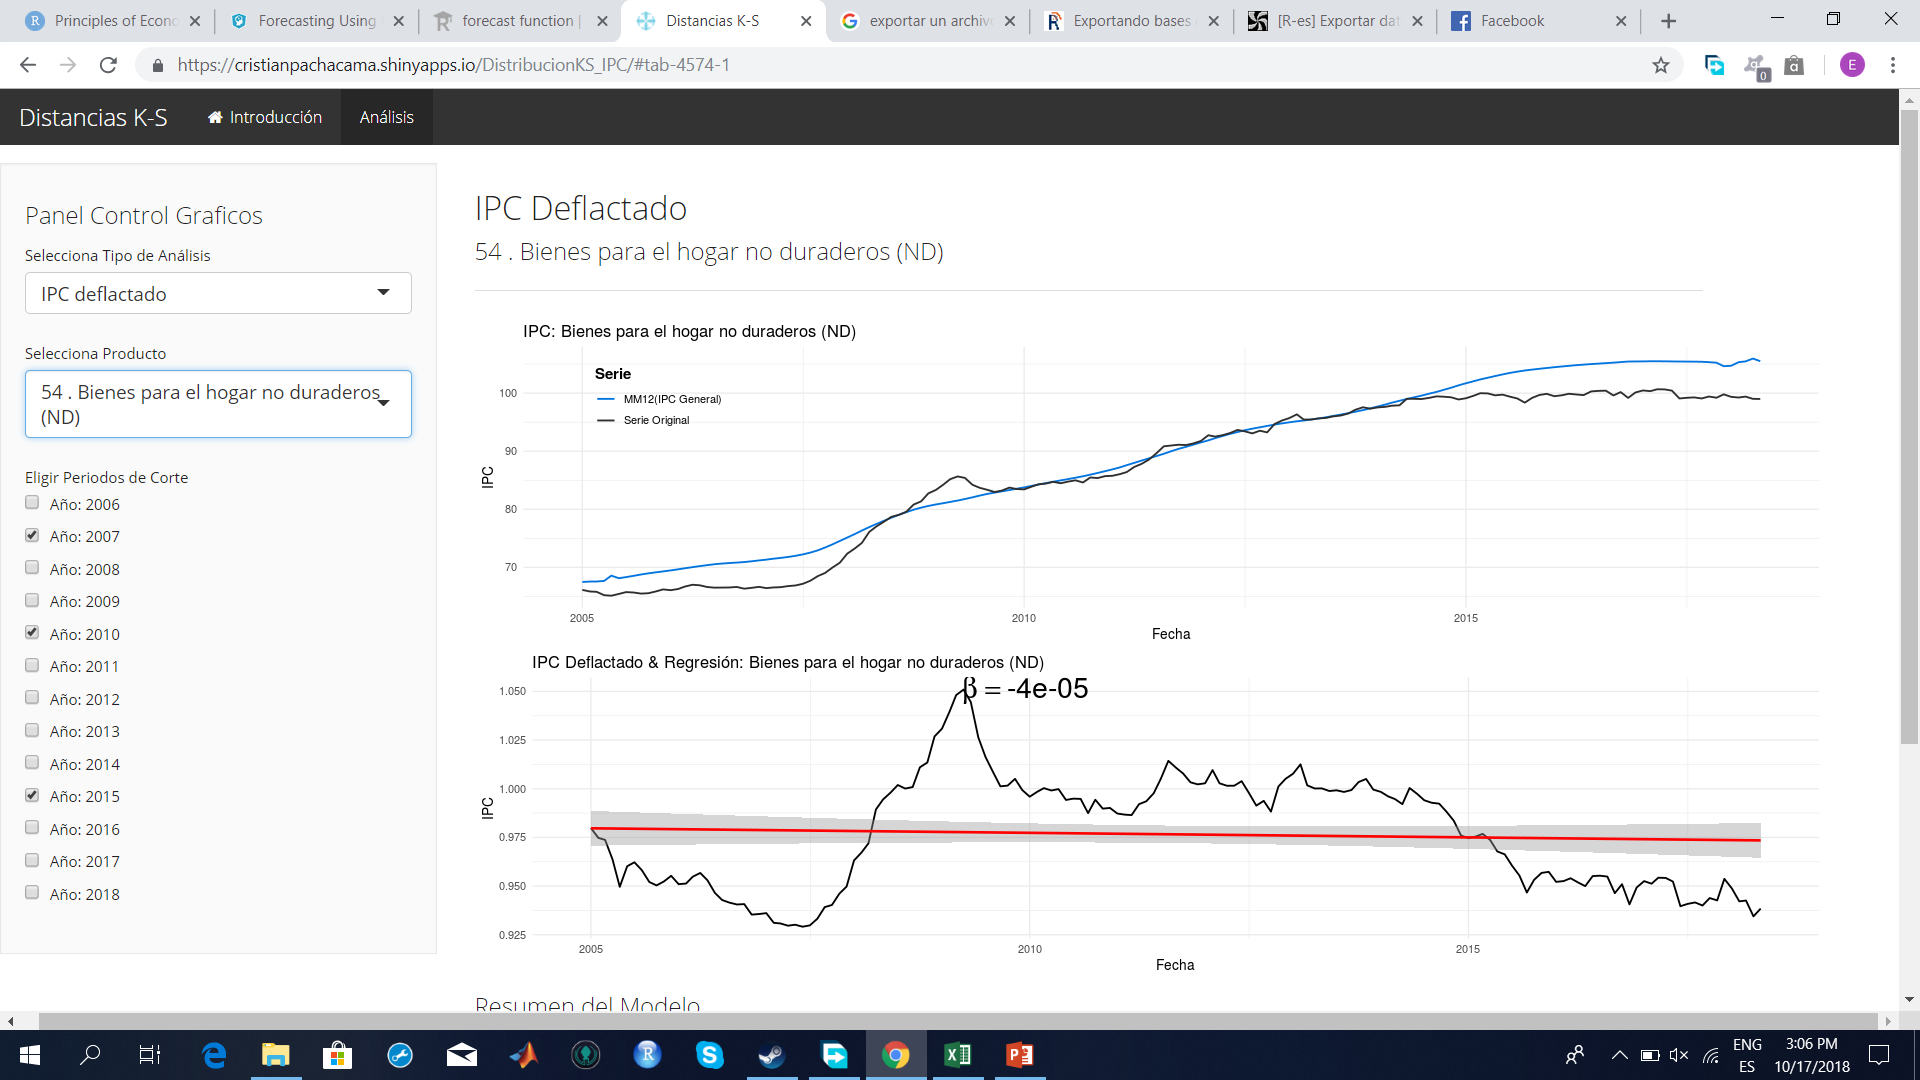 Principles of Econo
Forecasting Using
forecast function |
Distancias K-S
exportar un archivo
Exportando bases
[R-es] Exportar dat
Facebook
https://cristianpachacama.shinyapps.io/DistribucionKS_IPC/#tab-4574-1
0
E
Distancias K-S
Introducción
Análisis
Panel Control Graficos
Selecciona Tipo de Análisis
IPC deflactado
Selecciona Producto
54 . Bienes para el hogar no duraderos
(ND)
Eligir Periodos de Corte
Año: 2006
Año: 2007
Año: 2008
Año: 2009
Año: 2010
Año: 2011
Año: 2012
Año: 2013
Año: 2014
Año: 2015
Año: 2016
Año: 2017
Año: 2018
IPC Deflactado
54 . Bienes para el hogar no duraderos (ND)
IPC: Bienes para el hogar no duraderos (ND)
Serie
MM12(IPC General)
Serie Original
100
90
80
70
IPC
2005
2010
2015
Fecha
IPC Deflactado & Regresión: Bienes para el hogar no duraderos (ND)
β = -4e-05
1.050
1.025
1.000
0.975
0.950
0.925
IPC
2005
2010
2015
Fecha
Resumen del Modelo
ENG
ES
3:06 PM
10/17/2018